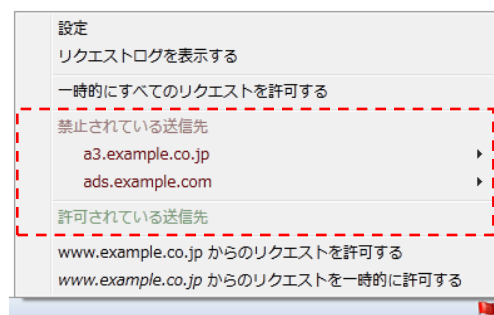 設定
リクエストログを表示する
一時的にすべてのリクエストを許可する
禁止されている送信先
a3.example.co.jp
ads.example.com
許可されている送信先
www.example.co.jp からのリクエストを許可する
www.example.co.jp からのリクエストを一時的に許可する